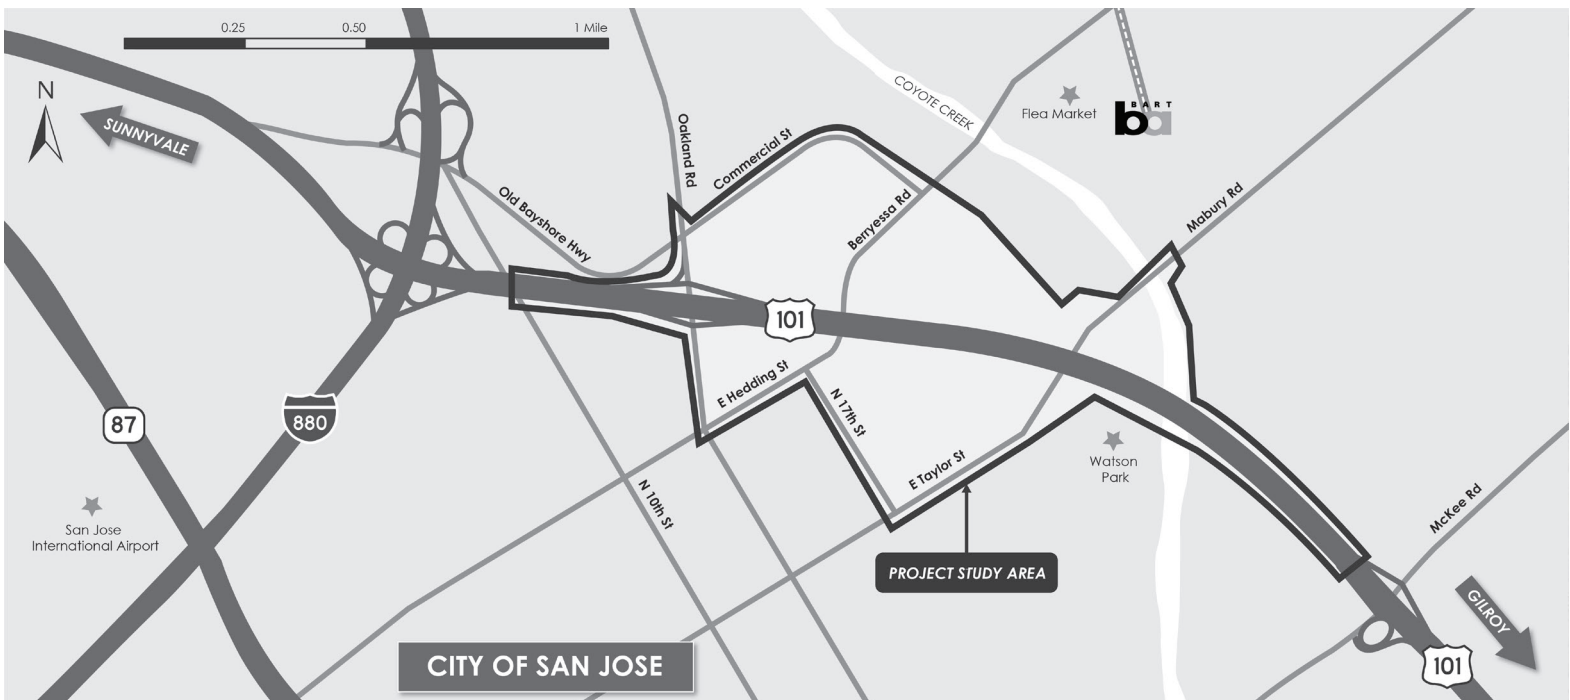 0.25 0.50 1 Mile
N
SUNNYVALE
COYOTE CREEK
Flea Market
BART
ba
Oakland Rd
Commercial St
Old Bayshore Hwy
Berryessa Rd
Mabury Rd
101
E Hedding St
N 17th St
87
880
E Taylor St
Watson
Park
N 10th St
McKee Rd
San Jose
International Airport
PROJECT STUDY AREA
GILROY
CITY OF SAN JOSE
101